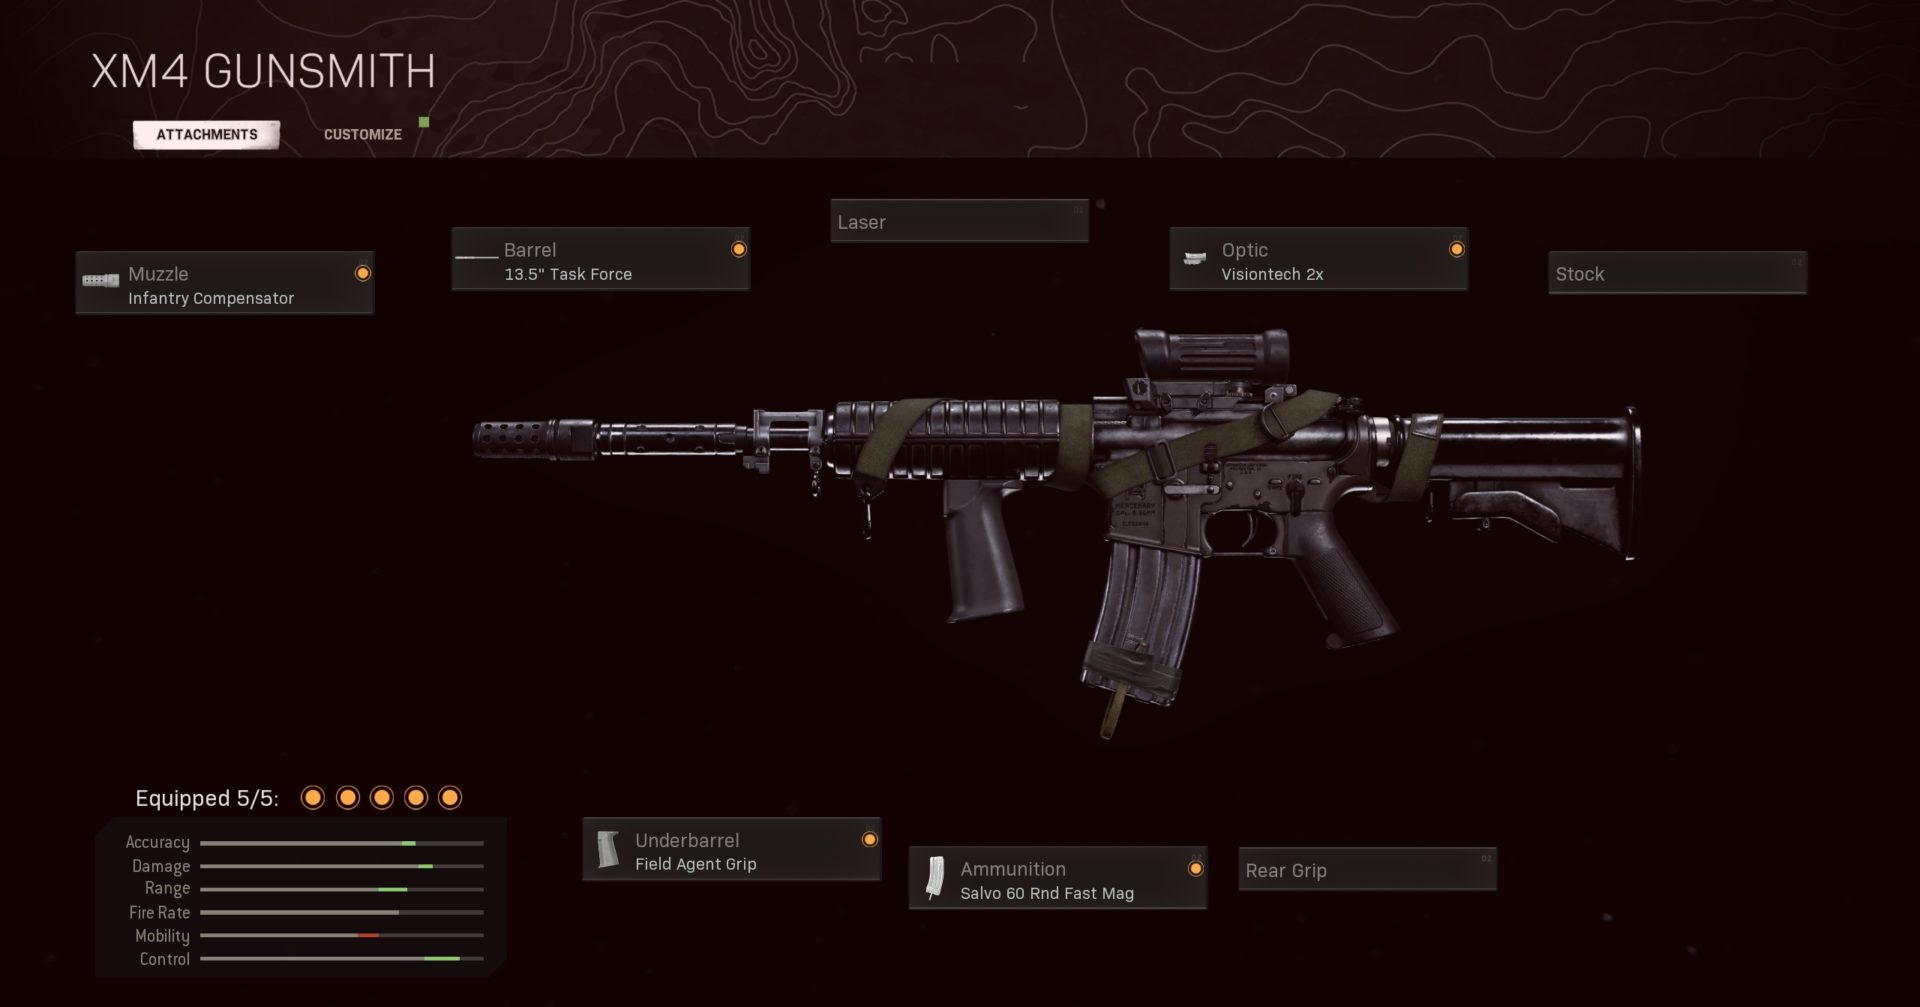 XM4 GUNSMITH
ATTACHMENTS
CUSTOMIZE
Laser
Muzzle
Infantry Compensator
Barrel
13.5" Task Force
Optic
Visiontech 2x
Stock
MERCENARY
FIRE
Equipped 5/5:
Accuracy
Damage
Range
Fire Rate
Mobility
Control
Underbarrel
Field Agent Grip
Ammunition
Salvo 60 Rnd Fast Mag
Rear Grip